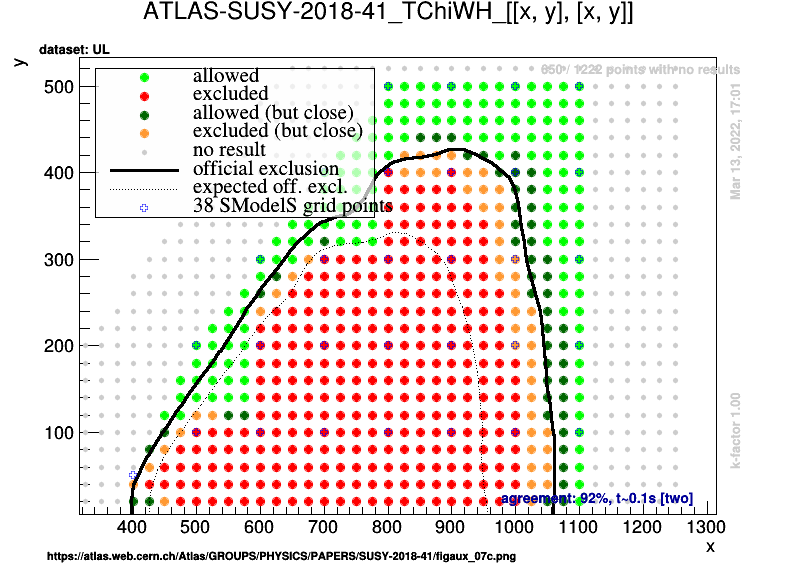 ATLAS-SUSY-2018-41_TChiWH_[[x, y], [x, y]]
dataset: UL
y
650 / 1222 points with no results
allowed
excluded
allowed (but close)
excluded (but close)
no result
official exclusion
expected off. excl.
38 SModelS grid points
Mar 13, 2022, 17:01
k-factor 1.00
500
400
300
200
100
agreement: 92%, t~0.1s [two]
400 500 600 700 800 900 1000 1100 1200 1300
x
https://atlas.web.cern.ch/Atlas/GROUPS/PHYSICS/PAPERS/SUSY-2018-41/figaux_07c.png